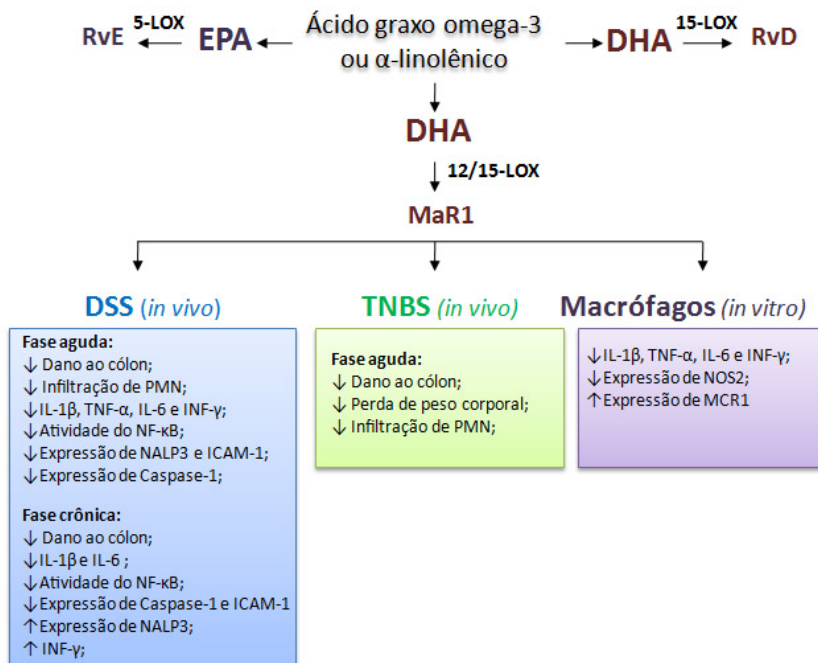 Ácido graxo omega-3
ou α-linolênico
RvE
5-LOX
EPA
DHA
15-LOX
RvD
DHA
12/15-LOX
MaR1
DSS (in vivo)
Fase aguda:
↓ Dano ao cólon;
↓ Infiltração de PMN;
↓IL-1β, TNF-α, IL-6 e INF-γ;
↓Atividade do NF-κB;
↓Expressão de NALP3 e ICAM-1;
↓Expressão de Caspase-1;
Fase crônica:
↓ Dano ao cólon;
↓IL-1β e IL-6 ;
↓Atividade do NF-κB;
↓Expressão de Caspase-1 e ICAM-1
↑Expressão de NALP3;
↑ INF-γ;
TNBS (in vivo)
Fase aguda:
↓ Dano ao cólon;
↓ Perda de peso corporal;
↓ Infiltração de PMN;
Macrófagos (in vitro)
↓IL-1β, TNF-α, IL-6 e INF-γ;
↓Expressão de NOS2;
↑Expressão de MCR1